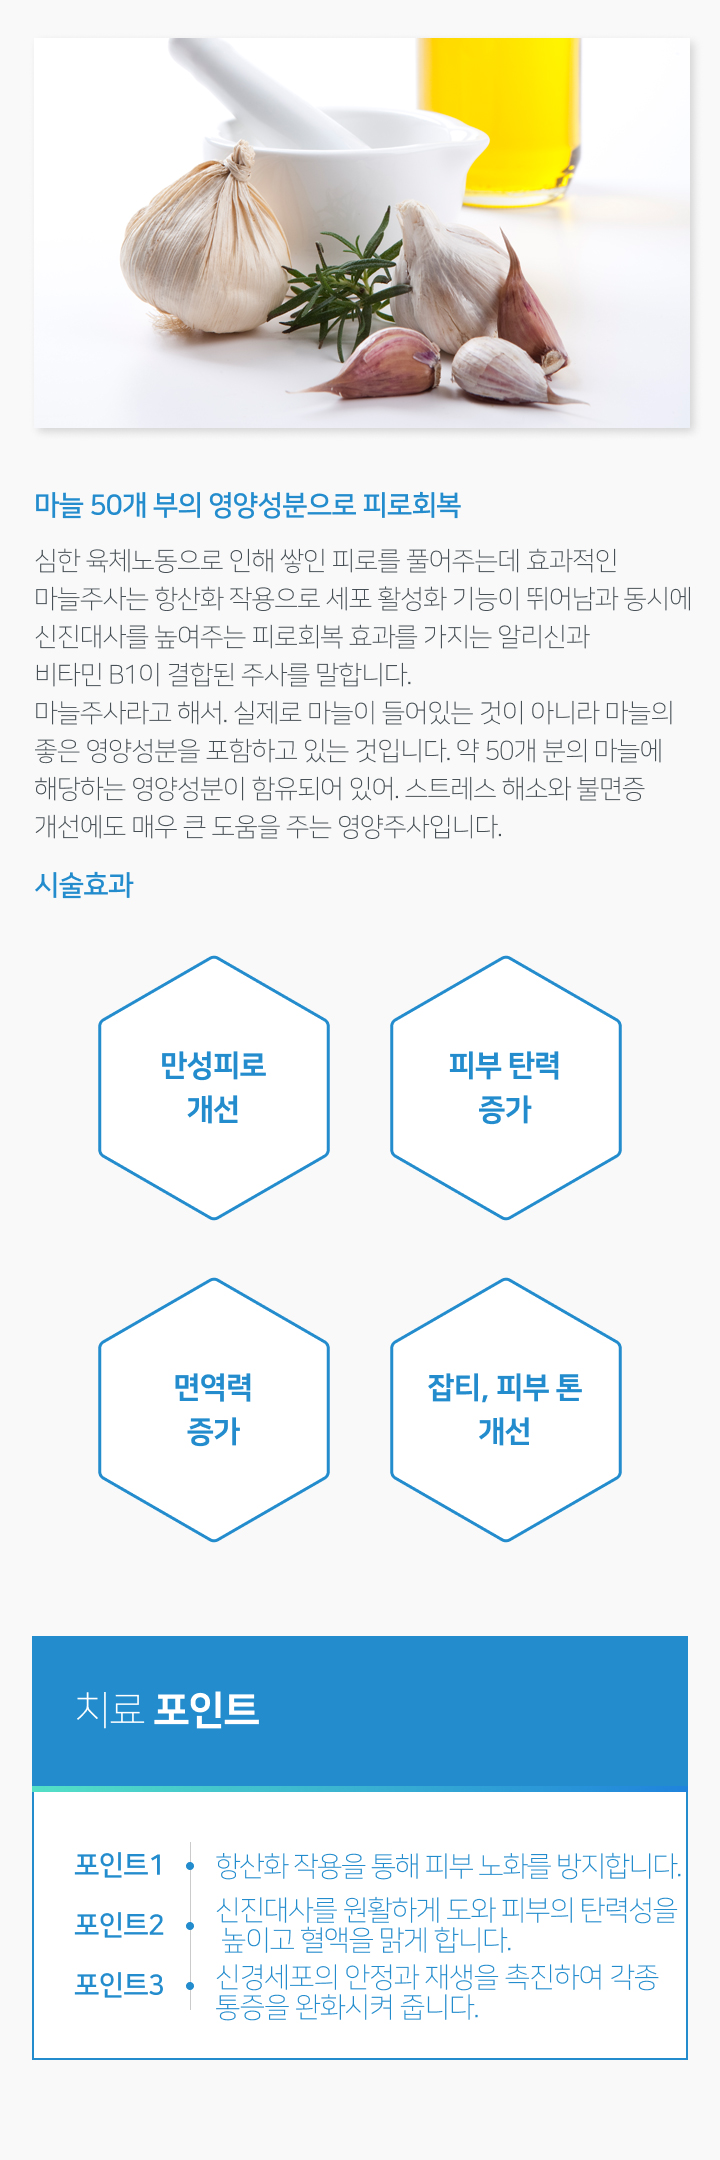 마늘 50개 부의 영양성분으로 피로회복
심한 육체노동으로 인해 쌓인 피로를 풀어주는데 효과적인
마늘주사는 항산화 작용으로 세포 활성화 기능이 뛰어남과 동시에
신진대사를 높여주는 피로회복 효과를 가지는 알리신과
비타민 B1이 결합된 주사를 말합니다.
마늘주사라고 해서. 실제로 마늘이 들어있는 것이 아니라 마늘의
좋은 영양성분을 포함하고 있는 것입니다. 약 50개 분의 마늘에
해당하는 영양성분이 함유되어 있어. 스트레스 해소와 불면증
개선에도 매우 큰 도움을 주는 영양주사입니다.
시술효과
만성피로
개선
피부 탄력
증가
면역력
증가
잡티, 피부 톤
개선
치료 포인트
포인트1 항산화 작용을 통해 피부 노화를 방지합니다.
포인트2 신진대사를 원활하게 도와 피부의 탄력성을
높이고 혈액을 맑게 합니다.
포인트3 신경세포의 안정과 재생을 촉진하여 각종
통증을 완화시켜 줍니다.